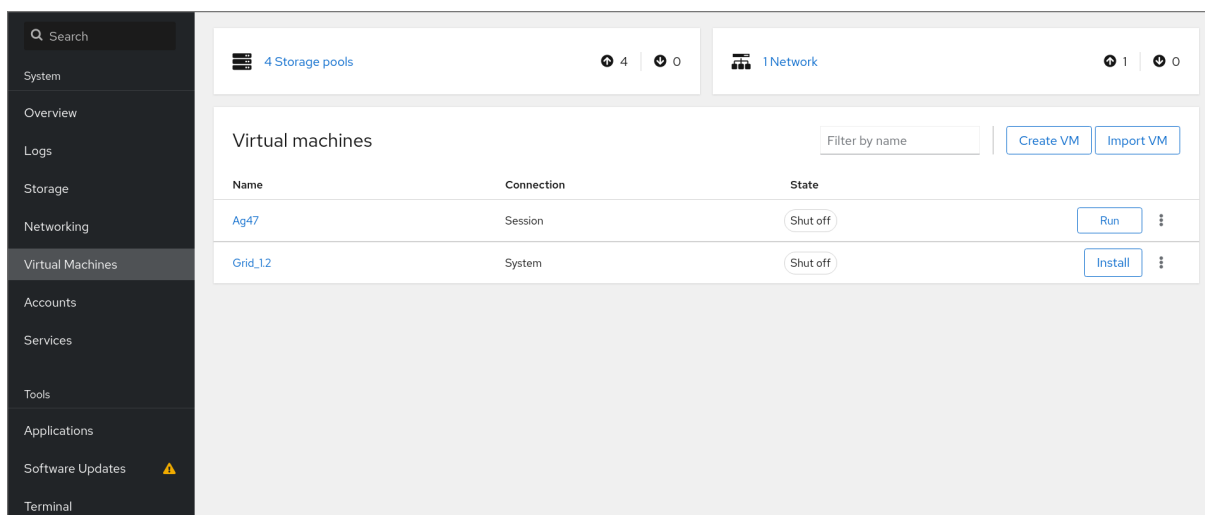 Search
System
Overview
Logs
Storage
Networking
Virtual Machines
Accounts
Services
Tools
Applications
Software Updates
Terminal
4 Storage pools 4 0
1 Network 1 0
Virtual machines Filter by name Create VM Import VM
Name Connection State
Ag47 Session Shut off Run
Grid_1.2 System Shut off Install